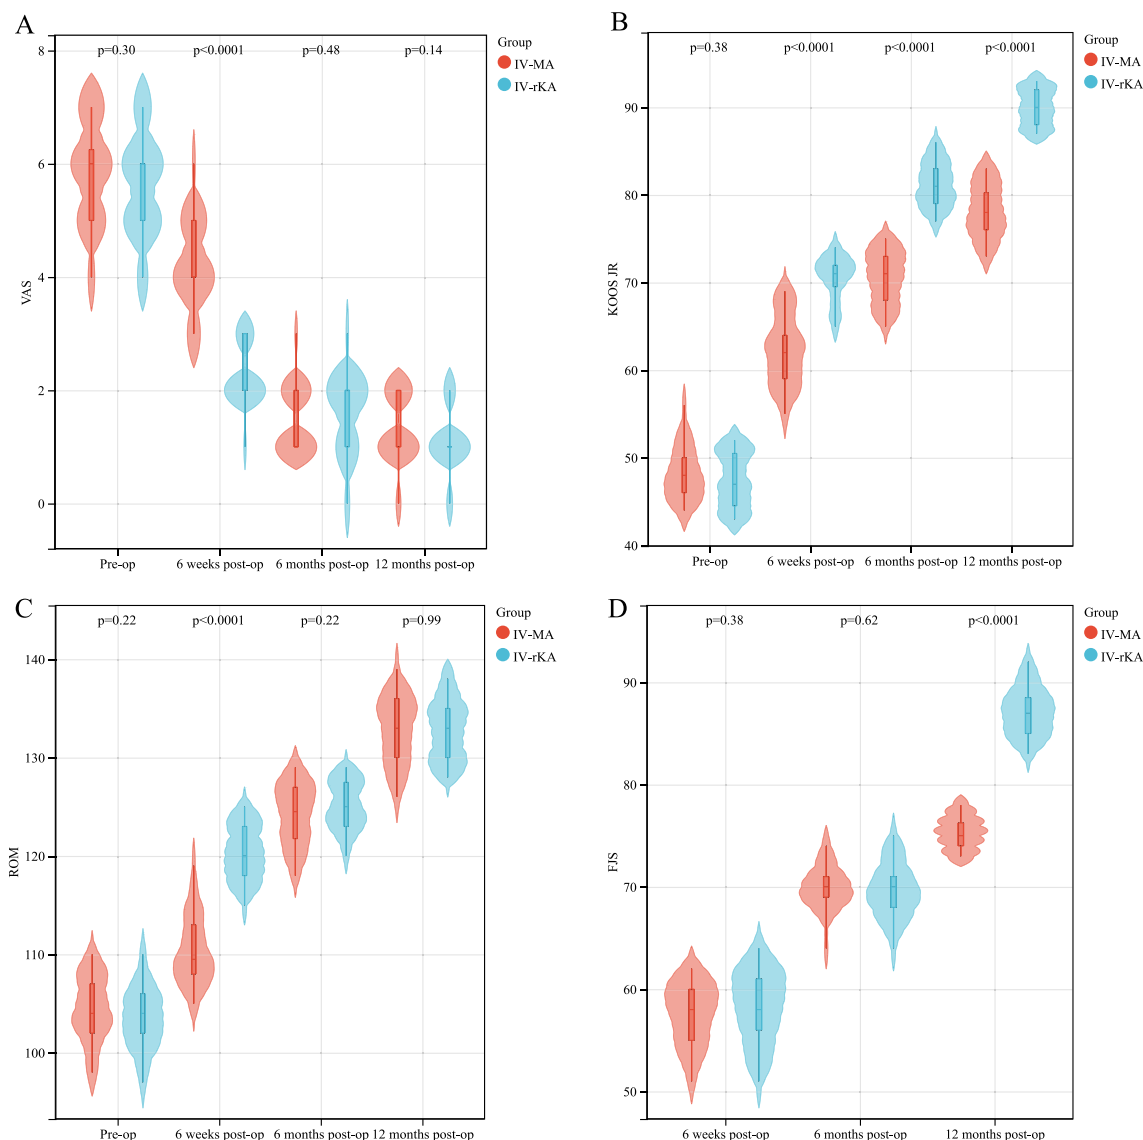 A
p=0.30 p<0.0001 p=0.48 p=0.14
Group
IV-MA
IV-rKA
8
6
4
2
0
VAS
Pre-op 6 weeks post-op 6 months post-op 12 months post-op
B
p=0.38 p<0.0001 p<0.0001 p<0.0001
Group
IV-MA
IV-rKA
90
80
70
60
50
40
KOOS JR
Pre-op 6 weeks post-op 6 months post-op 12 months post-op
C
p=0.22 p<0.0001 p=0.22 p=0.99
Group
IV-MA
IV-rKA
140
130
120
110
100
ROM
Pre-op 6 weeks post-op 6 months post-op 12 months post-op
D
p=0.38 p=0.62 p<0.0001
Group
IV-MA
IV-rKA
90
80
70
60
50
FJS
6 weeks post-op 6 months post-op 12 months post-op